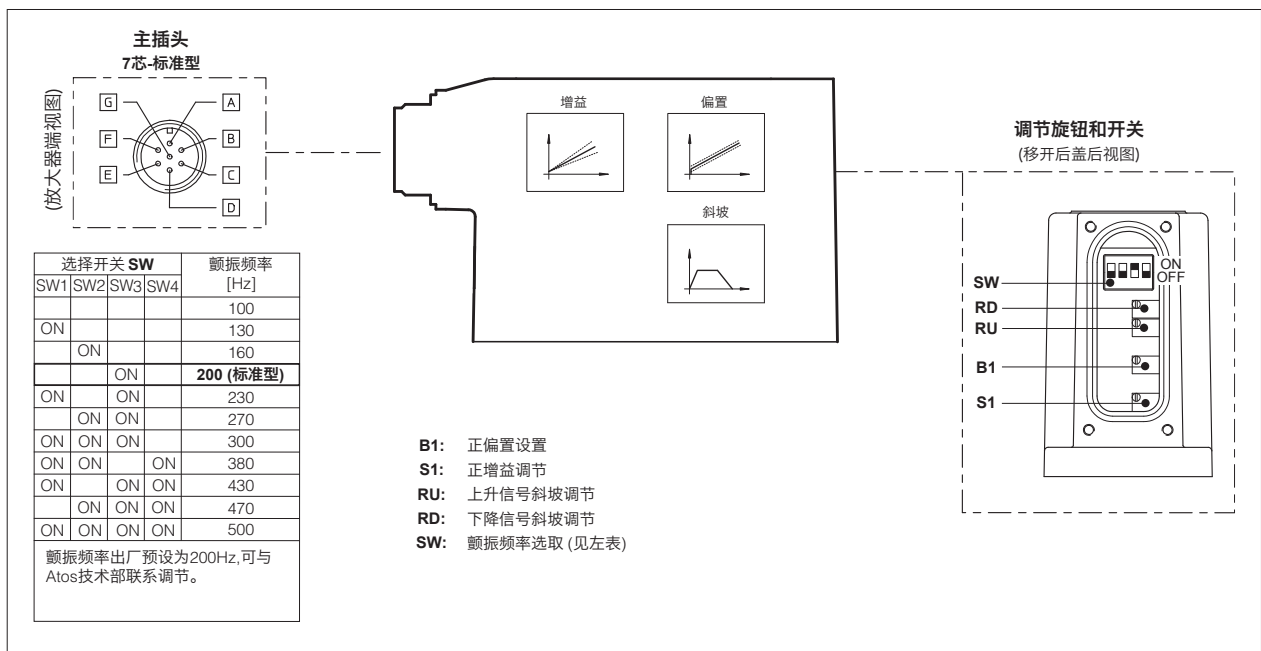 主插头
7芯-标准型
(放大器端视图)
G
A
F
B
E
C
D
增益
偏置
斜坡
调节旋钮和开关
(移开后盖后视图)
ON
OFF
SW
RD
RU
B1
S1
选择开关 SW 颤振频率
SW1 SW2 SW3 SW4 [Hz]
100
ON 130
ON 160
ON 200 (标准型)
ON ON 230
ON ON 270
ON ON ON 300
ON ON ON 380
ON ON ON 430
ON ON ON 470
ON ON ON ON 500
颤振频率出厂预设为200Hz,可与
Atos技术部联系调节。
B1: 正偏置设置
S1: 正增益调节
RU: 上升信号斜坡调节
RD: 下降信号斜坡调节
SW: 颤振频率选取 (见左表)